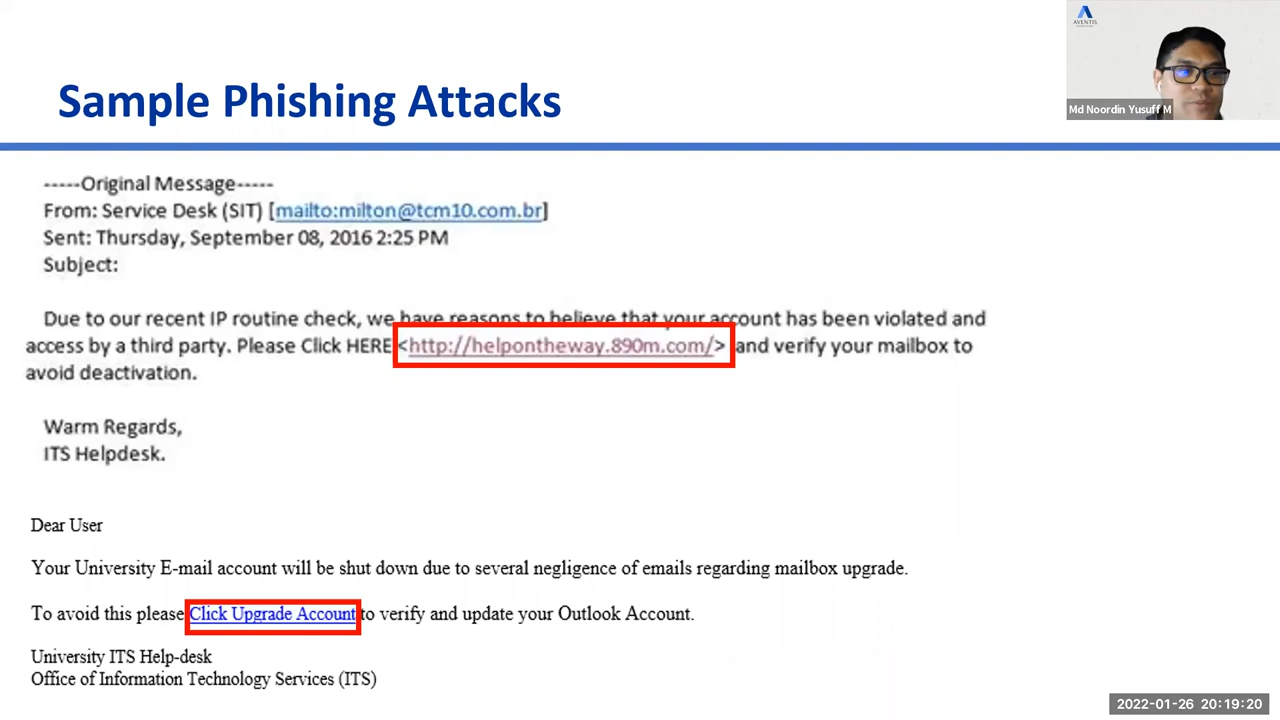 AVENTIS
Md Noordin Yusuff M
Sample Phishing Attacks
-----Original Message-----
From: Service Desk (SIT) [mailto:milton@tcm10.com.br]
Sent: Thursday, September 08, 2016 2:25 PM
Subject:
Due to our recent IP routine check, we have reasons to believe that your account has been violated and
access by a third party. Please Click HERE <http://helpontheway.890m.com/> and verify your mailbox to
avoid deactivation.
Warm Regards,
ITS Helpdesk.
Dear User
Your University E-mail account will be shut down due to several negligence of emails regarding mailbox upgrade.
To avoid this please Click Upgrade Account to verify and update your Outlook Account.
University ITS Help-desk
Office of Information Technology Services (ITS)
2022-01-26 20:19:20